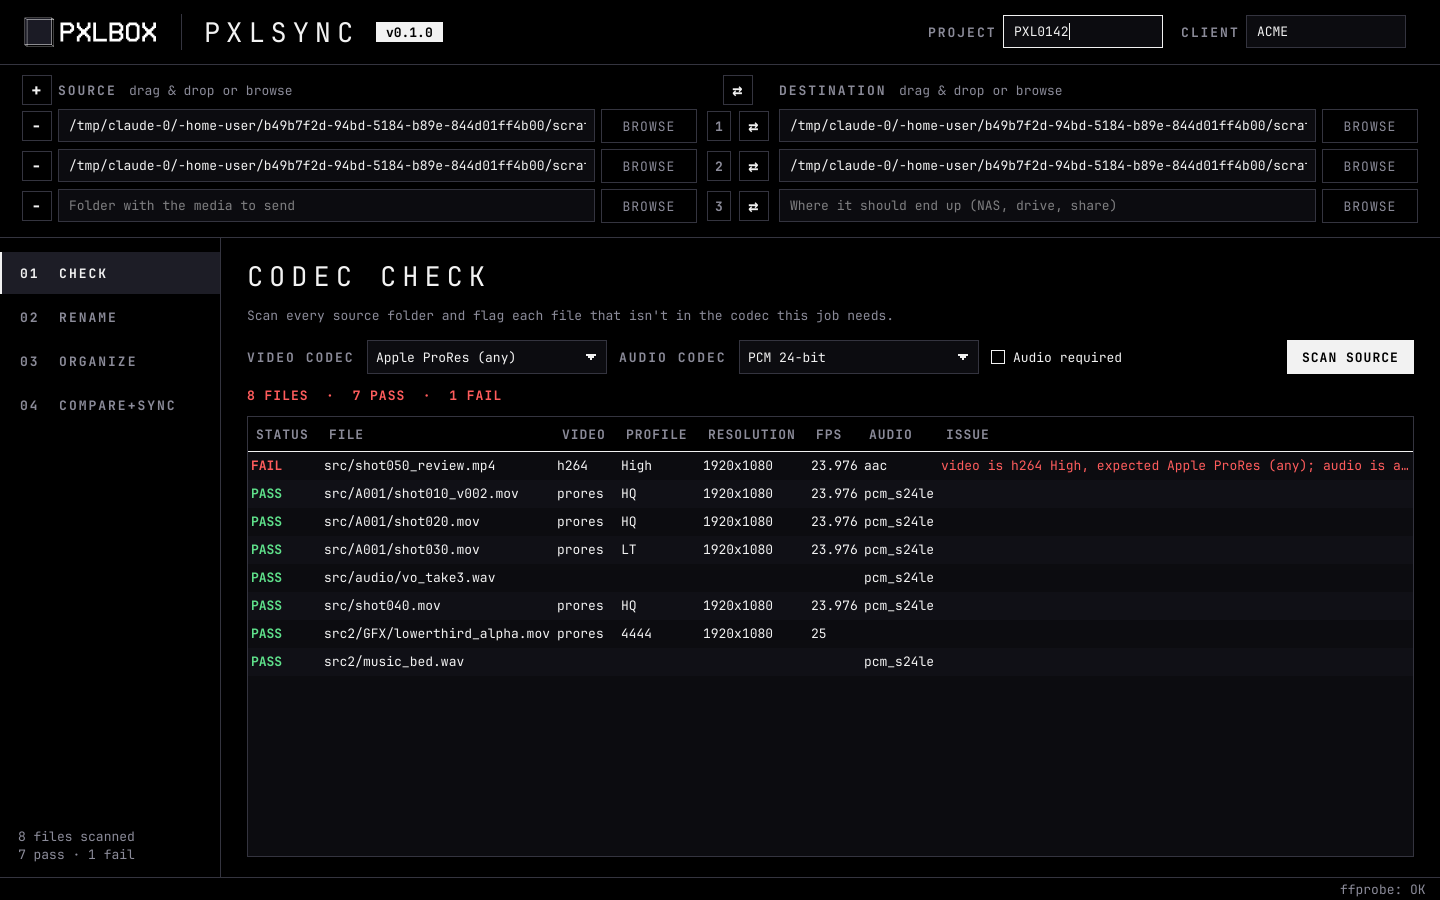 PXLBOX PXLSYNC v0.1.0 PROJECT PXL0142 CLIENT ACME
+ SOURCE drag & drop or browse ⇄ DESTINATION drag & drop or browse
- /tmp/claude-0/-home-user/b49b7f2d-94bd-5184-b89e-844d01ff4b00/scra BROWSE 1 ⇄ /tmp/claude-0/-home-user/b49b7f2d-94bd-5184-b89e-844d01ff4b00/scra BROWSE
- /tmp/claude-0/-home-user/b49b7f2d-94bd-5184-b89e-844d01ff4b00/scra BROWSE 2 ⇄ /tmp/claude-0/-home-user/b49b7f2d-94bd-5184-b89e-844d01ff4b00/scra BROWSE
- Folder with the media to send BROWSE 3 ⇄ Where it should end up (NAS, drive, share) BROWSE
01 CHECK
02 RENAME
03 ORGANIZE
04 COMPARE+SYNC
8 files scanned
7 pass · 1 fail
CODEC CHECK
Scan every source folder and flag each file that isn't in the codec this job needs.
VIDEO CODEC Apple ProRes (any) AUDIO CODEC PCM 24-bit Audio required SCAN SOURCE
8 FILES · 7 PASS · 1 FAIL
STATUS FILE VIDEO PROFILE RESOLUTION FPS AUDIO ISSUE
FAIL src/shot050_review.mp4 h264 High 1920x1080 23.976 aac video is h264 High, expected Apple ProRes (any); audio is a…
PASS src/A001/shot010_v002.mov prores HQ 1920x1080 23.976 pcm_s24le
PASS src/A001/shot020.mov prores HQ 1920x1080 23.976 pcm_s24le
PASS src/A001/shot030.mov prores LT 1920x1080 23.976 pcm_s24le
PASS src/audio/vo_take3.wav pcm_s24le
PASS src/shot040.mov prores HQ 1920x1080 23.976 pcm_s24le
PASS src2/GFX/lowerthird_alpha.mov prores 4444 1920x1080 25
PASS src2/music_bed.wav pcm_s24le
ffprobe: OK